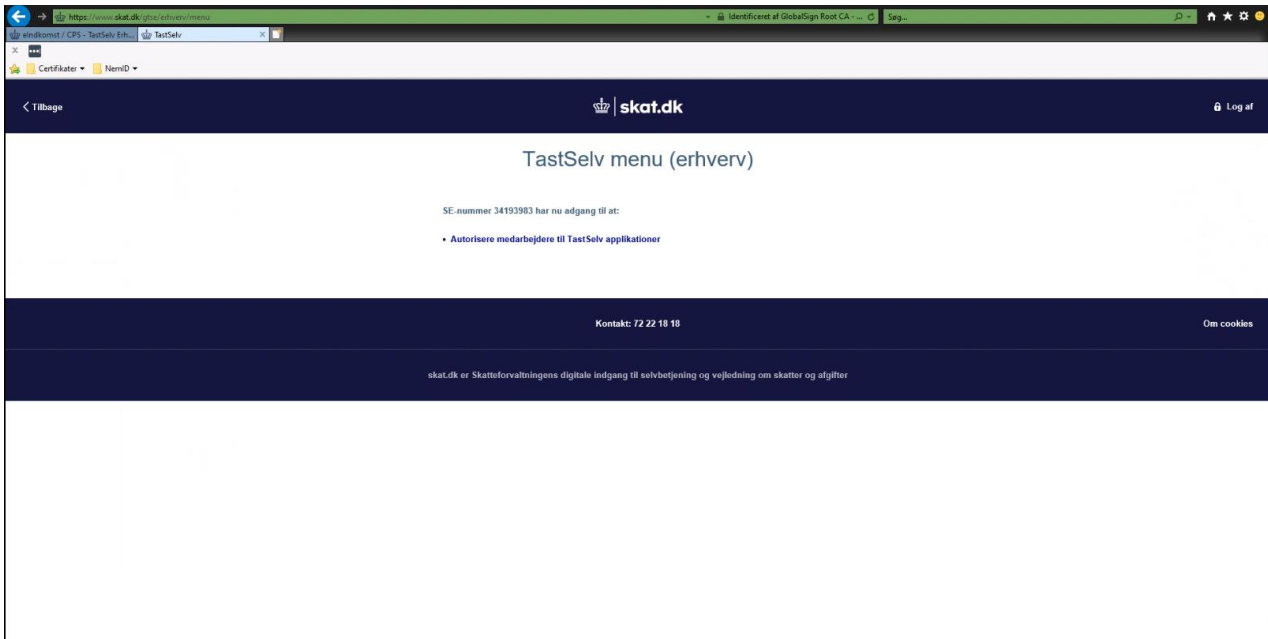 https://www.skat.dk/gtse/erhverv/menu
Identificeret af GlobalSign Root CA - ...
Søg...
eIndkomst / CPS - TastSelv Erh...
TastSelv
Certifikater
NemID
Tilbage
skat.dk
Log af
TastSelv menu (erhverv)
SE-nummer 34193983 har nu adgang til at:
• Autorisere medarbejdere til TastSelv applikationer
Kontakt: 72 22 18 18
Om cookies
skat.dk er Skatteforvaltningens digitale indgang til selvbetjening og vejledning om skatter og afgifter